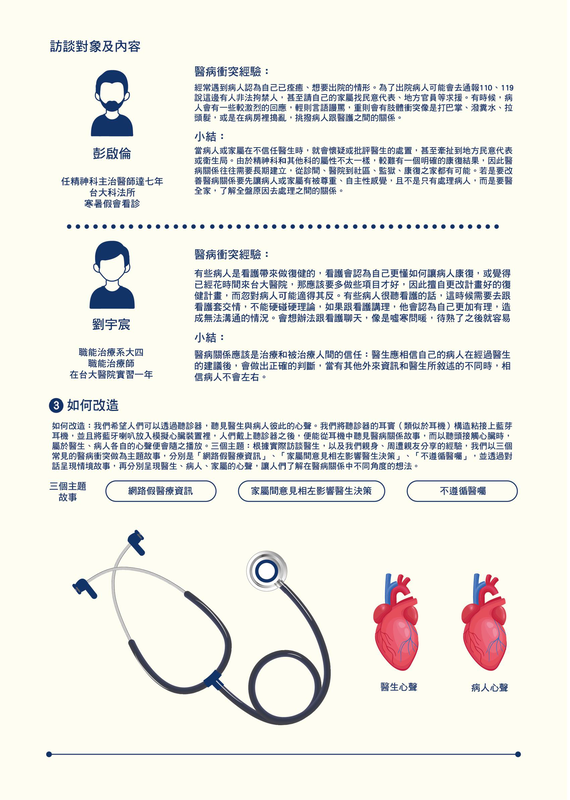 訪談對象及內容
彭啟倫
任精神科主治醫師達七年
台大科法所
寒暑假會看診
醫病衝突經驗：
經常遇到病人認為自己已痊癒、想要出院的情形。為了出院病人可能會去通報110、119
說這邊有人非法拘禁人，甚至請自己的家屬找民意代表、地方官員等求援。有時候，病
人會有一些較激烈的回應，輕則言語謾罵，重則會有肢體衝突像是打巴掌、潑糞水、拉
頭髮，或是在病房裡搗亂，挑撥病人跟醫護之間的關係。
小結：
當病人或家屬在不信任醫生時，就會懷疑或批評醫生的處置，甚至牽扯到地方民意代表
或衛生局。由於精神科和其他科的屬性不太一樣，較難有一個明確的康復結果，因此醫
病關係往往需要長期建立，從診間、醫院到社區、監獄、康復之家都有可能。若是要改
善醫病關係要先讓病人或家屬有被尊重、自主性感覺，且不是只有處理病人，而是要醫
全家，了解全盤原因去處理之間的關係。
劉宇宸
職能治療系大四
職能治療師
在台大醫院實習一年
醫病衝突經驗：
有些病人是看護帶來做復健的，看護會認為自己更懂如何讓病人康復，或覺得
已經花時間來台大醫院，那應該要多做些項目才好，因此擅自更改計畫好的復
健計畫，而忽對病人可能適得其反。有些病人很聽看護的話，這時候需要去跟
看護套交情，不能硬碰硬理論，如果跟看護講理，他會認為自己更加有理，造
成無法溝通的情況。會想辦法跟看護聊天，像是噓寒問暖，待熟了之後就容易
小結：
醫病關係應該是治療和被治療人間的信任：醫生應相信自己的病人在經過醫生
的建議後，會做出正確的判斷，當有其他外來資訊和醫生所敘述的不同時，相
信病人不會左右。
3 如何改造
如何改造：我們希望人們可以透過聽診器，聽見醫生與病人彼此的心聲。我們將聽診器的耳竇（類似於耳機）構造粘接上藍芽
耳機，並且將藍牙喇叭放入模擬心臟裝置裡，人們戴上聽診器之後，便能從耳機中聽見醫病關係故事，而以聽頭接觸心臟時，
屬於醫生、病人各自的心聲便會隨之播放。三個主題：根據實際訪談醫生，以及我們親身、周遭親友分享的經驗，我們以三個
常見的醫病衝突做為主題故事，分別是「網路假醫療資訊」、「家屬間意見相左影響醫生決策」、「不遵循醫囑」，並透過對
話呈現情境故事，再分別呈現醫生、病人、家屬的心聲，讓人們了解在醫病關係中不同角度的想法。
三個主題
故事
網路假醫療資訊
家屬間意見相左影響醫生決策
不遵循醫囑
醫生心聲
病人心聲